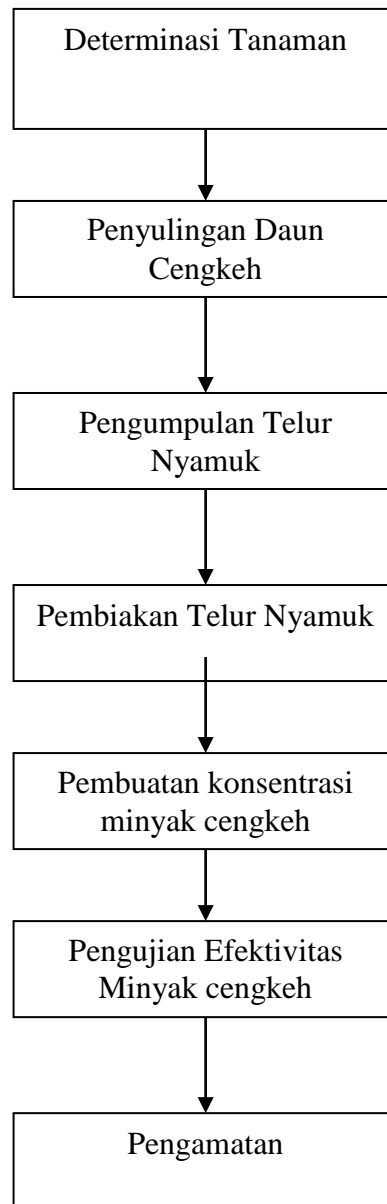 Determinasi Tanaman
Penyulingan Daun
Cengkeh
Pengumpulan Telur
Nyamuk
Pembiakan Telur Nyamuk
Pembuatan konsentrasi
minyak cengkeh
Pengujian Efektivitas
Minyak cengkeh
Pengamatan